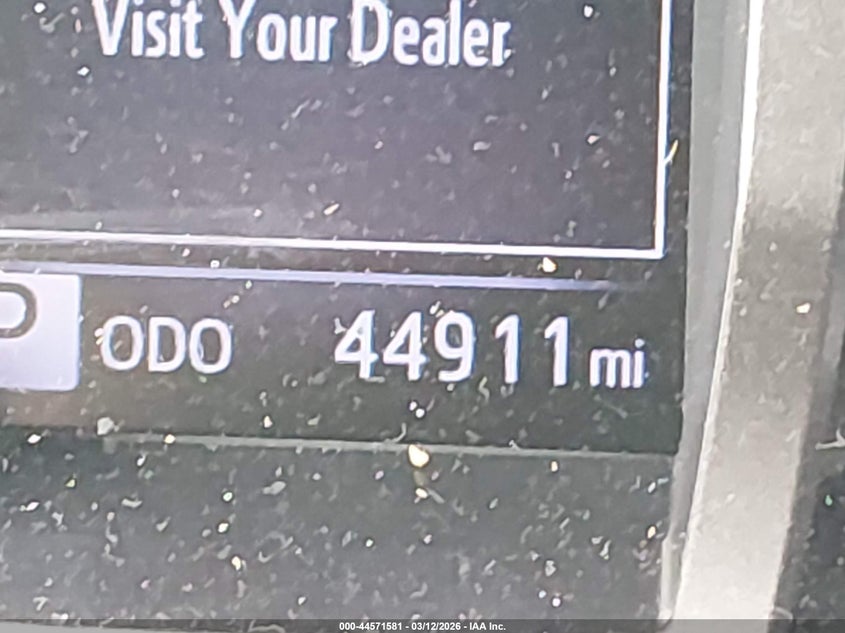 Visit Your Dealer
P ODO 44911 mi
000-44571581 - 03/12/2026 - IAA Inc.